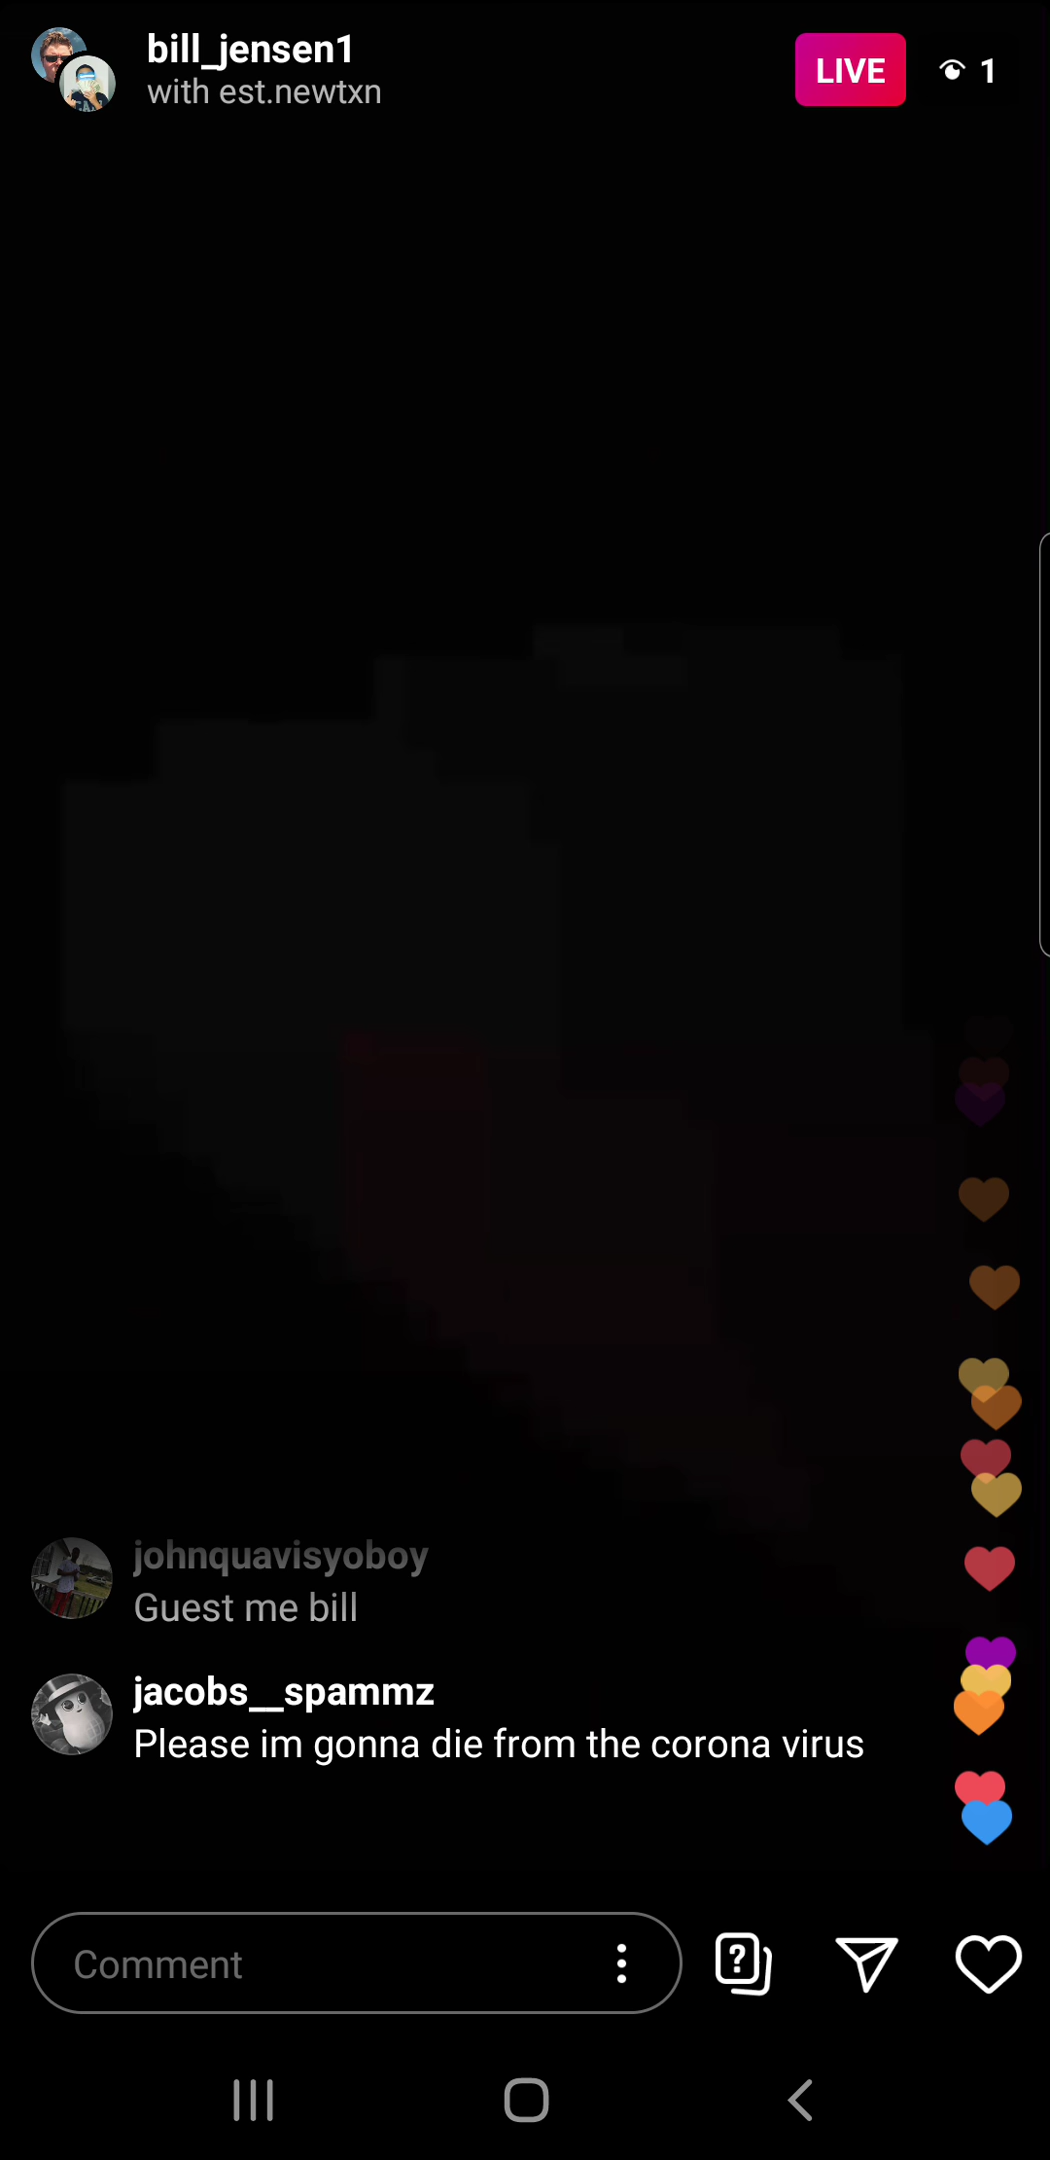 bill_jensen1
with est.newtxn
LIVE
1
johnquavisyoboy
Guest me bill
jacobs__spammz
Please im gonna die from the corona virus
Comment
?